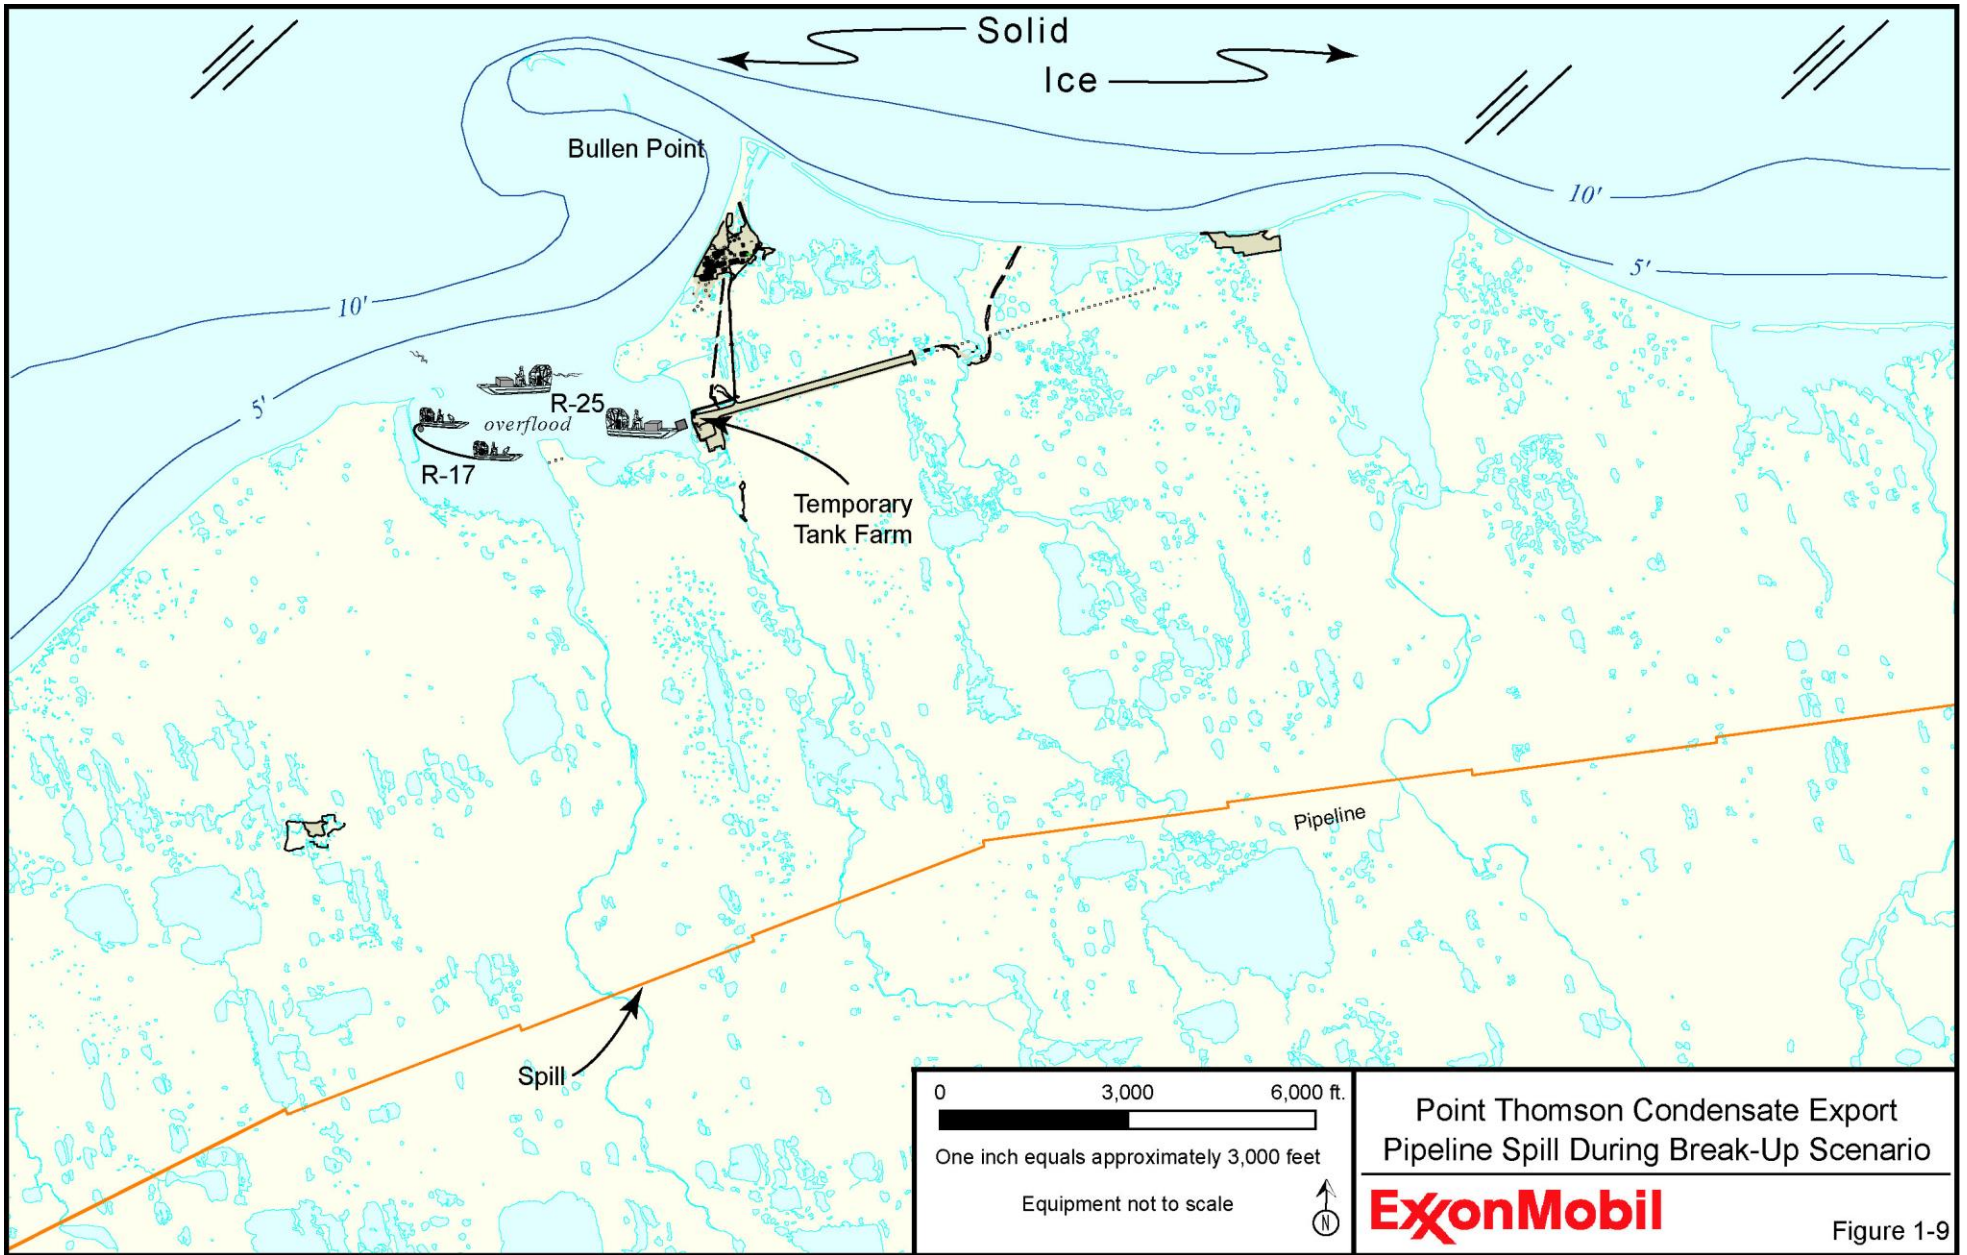 Solid
Ice
Bullen Point
10'
10'
5'
5'
R-25
overflood
R-17
Temporary
Tank Farm
Pipeline
Spill
0 3,000 6,000 ft.
One inch equals approximately 3,000 feet
Equipment not to scale
N
Point Thomson Condensate Export
Pipeline Spill During Break-Up Scenario
ExxonMobil
Figure 1-9